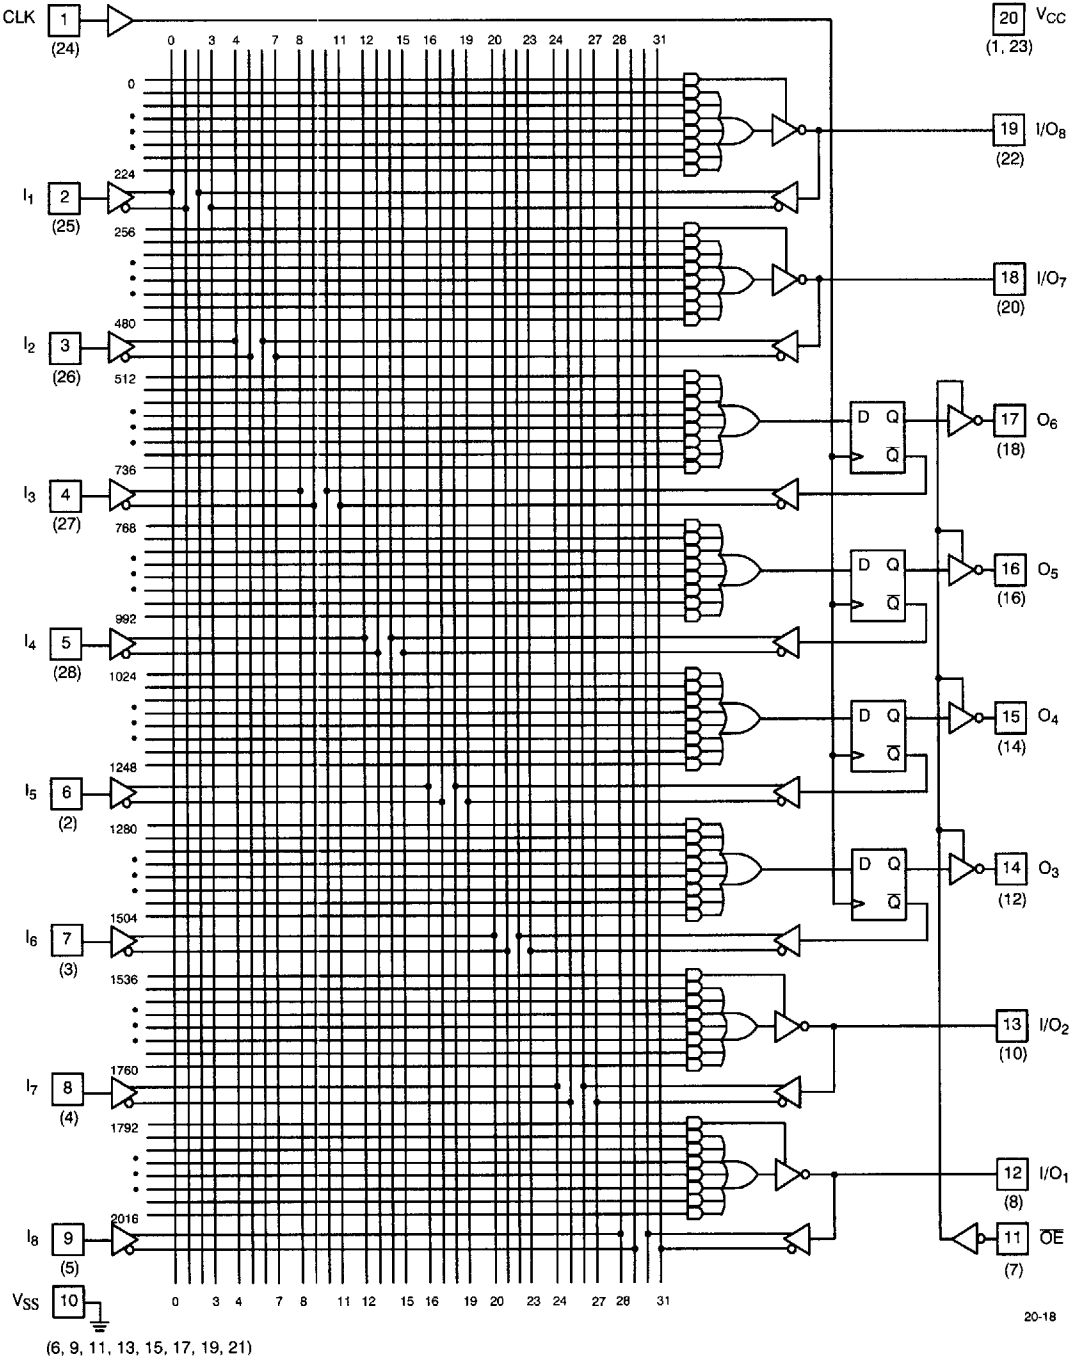 CLK 1 20 VCC
(24) (1, 23)
0 3 4 7 8 11 12 15 16 19 20 23 24 27 28 31
0
19 I/O8
(22)
224
I1 2
(25)
256
18 I/O7
(20)
480
I2 3
(26)
512
D Q 17 O6
(18)
Q̅
736
I3 4
(27)
768
D Q 16 O5
(16)
Q̅
992
I4 5
(28)
1024
D Q 15 O4
(14)
Q̅
1248
I5 6
(2)
1280
D Q 14 O3
(12)
Q̅
1504
I6 7
(3)
1536
13 I/O2
(10)
1760
I7 8
(4)
1792
12 I/O1
(8)
2016
I8 9 11 O̅E̅
(5) (7)
VSS 10 0 3 4 7 8 11 12 15 16 19 20 23 24 27 28 31
20-18
(6, 9, 11, 13, 15, 17, 19, 21)